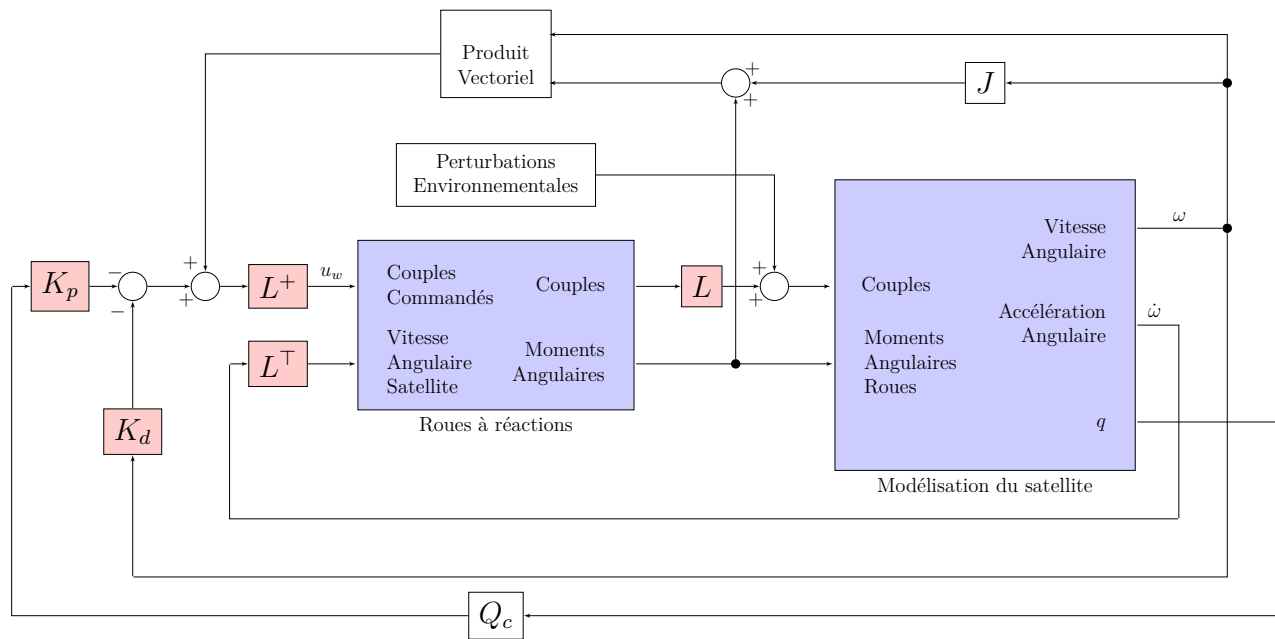 Produit
Vectoriel
+
+
+
J
Perturbations
Environnementales
Vitesse
Angulaire
ω
K_p
−
−
+
+
L^+
u_w
Couples
Commandés
Couples
L
+
+
Couples
Accélération
Angulaire
ω̇
L^⊤
Vitesse
Angulaire
Satellite
Moments
Angulaires
Moments
Angulaires
Roues
K_d
Roues à réactions
q
Modélisation du satellite
Q_c